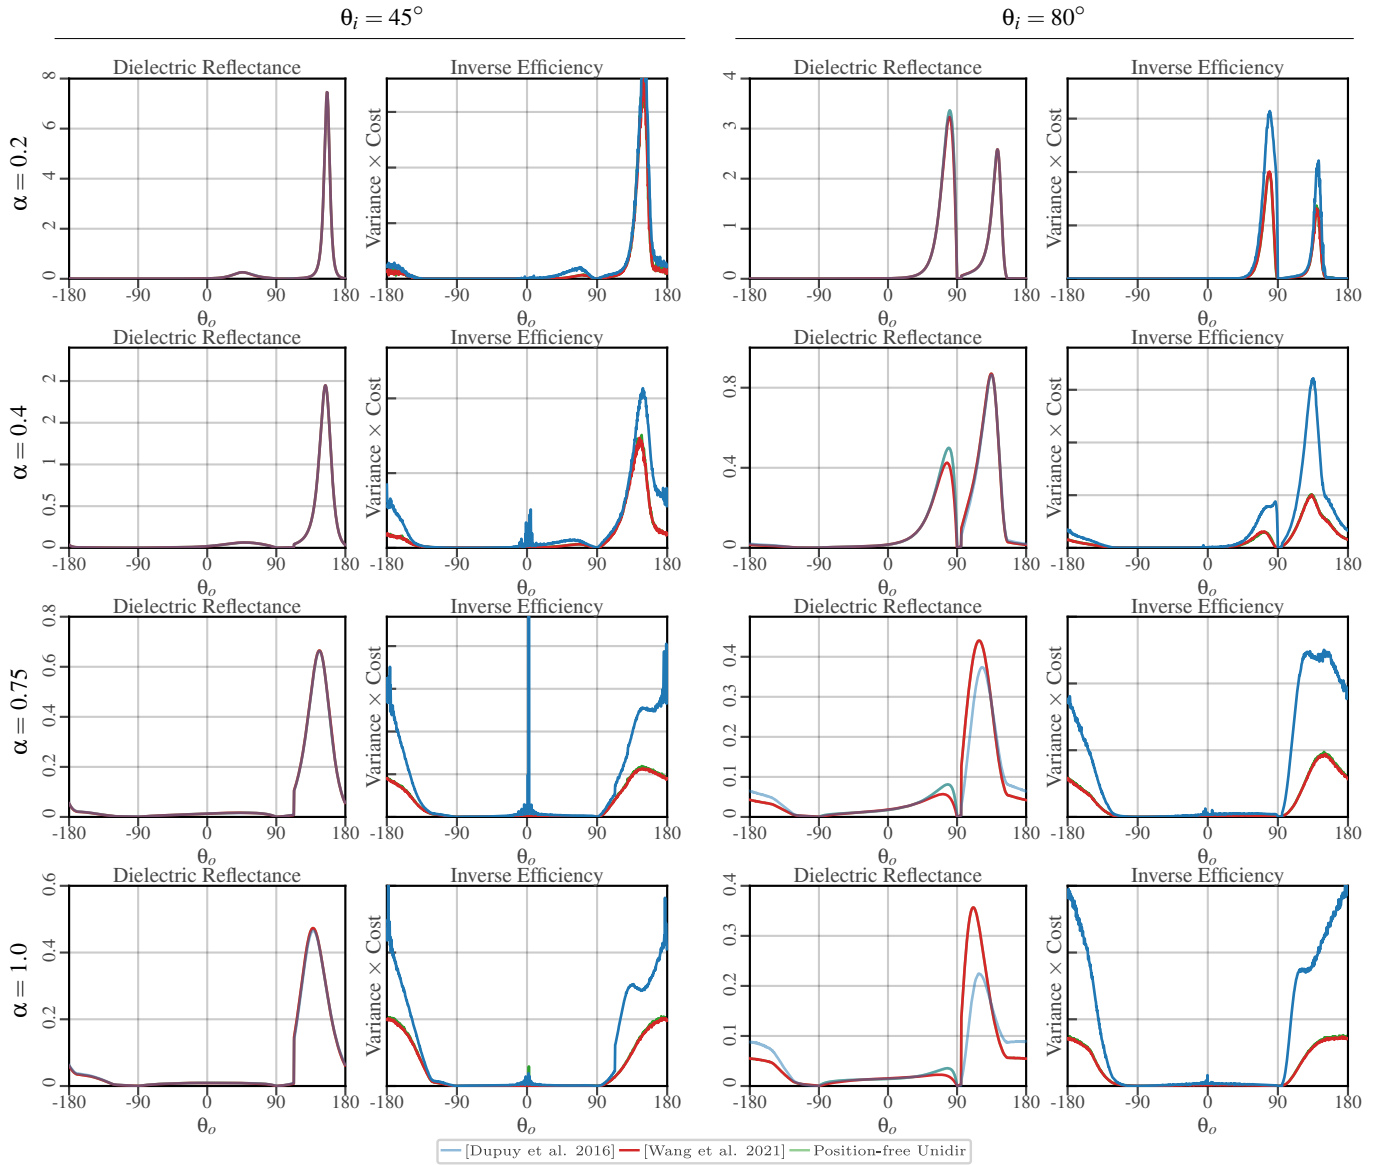 θi = 45°
θi = 80°
α = 0.2
Dielectric Reflectance
0
2
4
6
8
-180 -90 0 90 180
θo
Inverse Efficiency
Variance × Cost
-180 -90 0 90 180
Dielectric Reflectance
0
1
2
3
4
-180 -90 0 90 180
θo
Inverse Efficiency
Variance × Cost
-180 -90 0 90 180
α = 0.4
Dielectric Reflectance
0
0.5
1
2
2
-180 -90 0 90 180
θo
Inverse Efficiency
Variance × Cost
-180 -90 0 90 180
Dielectric Reflectance
0
0.4
0.8
-180 -90 0 90 180
θo
Inverse Efficiency
Variance × Cost
-180 -90 0 90 180
α = 0.75
Dielectric Reflectance
0
0.2
0.4
0.6
0.8
-180 -90 0 90 180
θo
Inverse Efficiency
Variance × Cost
-180 -90 0 90 180
Dielectric Reflectance
0
0.1
0.2
0.3
0.4
-180 -90 0 90 180
θo
Inverse Efficiency
Variance × Cost
-180 -90 0 90 180
α = 1.0
Dielectric Reflectance
0
0.2
0.4
0.6
-180 -90 0 90 180
θo
Inverse Efficiency
Variance × Cost
-180 -90 0 90 180
Dielectric Reflectance
0
0.1
0.2
0.3
0.4
-180 -90 0 90 180
θo
Inverse Efficiency
Variance × Cost
-180 -90 0 90 180
[Dupuy et al. 2016] [Wang et al. 2021] Position-free Unidir